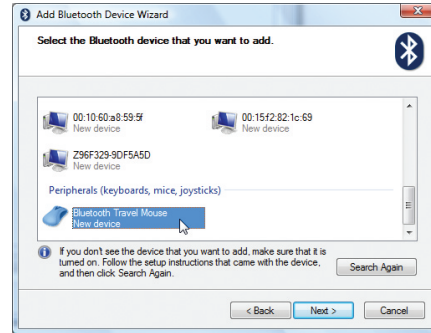 Add Bluetooth Device Wizard
Select the Bluetooth device that you want to add.
00:10:60:a8:59:5f
New device
00:15:f2:82:1c:69
New device
Z96F329-9DF5A5D
New device
Peripherals (keyboards, mice, joysticks)
Bluetooth Travel Mouse
New device
If you don't see the device that you want to add, make sure that it is
turned on. Follow the setup instructions that came with the device,
and then click Search Again.
Search Again
< Back
Next >
Cancel